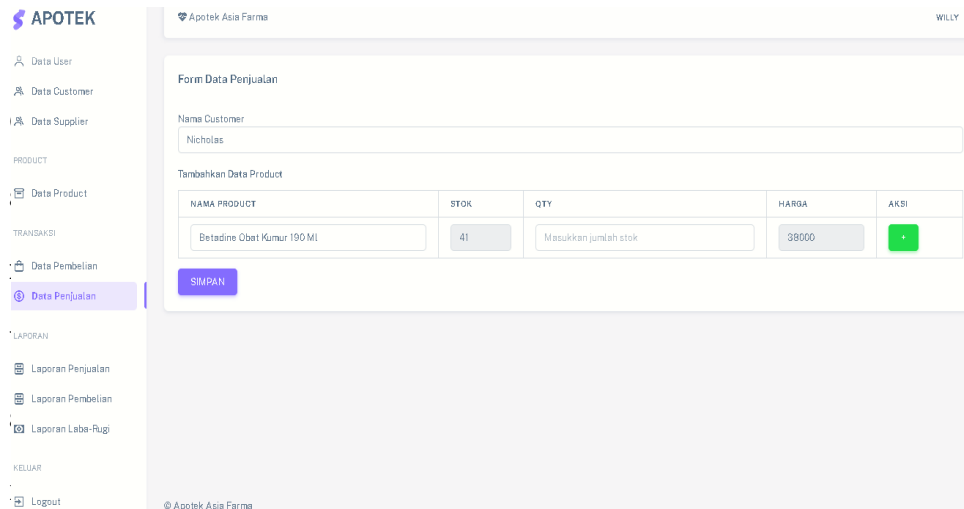 APOTEK
Apotek Asia Farma
WILLY
Data User
Data Customer
Data Supplier
PRODUCT
Data Product
TRANSAKSI
Data Pembelian
Data Penjualan
LAPORAN
Laporan Penjualan
Laporan Pembelian
Laporan Laba-Rugi
KELUAR
Logout
Form Data Penjualan
Nama Customer
Nicholas
Tambahkan Data Product
NAMA PRODUCT STOK QTY HARGA AKSI
Betadine Obat Kumur 190 Ml 41 Masukkan jumlah stok 38000 +
SIMPAN
© Apotek Asia Farma